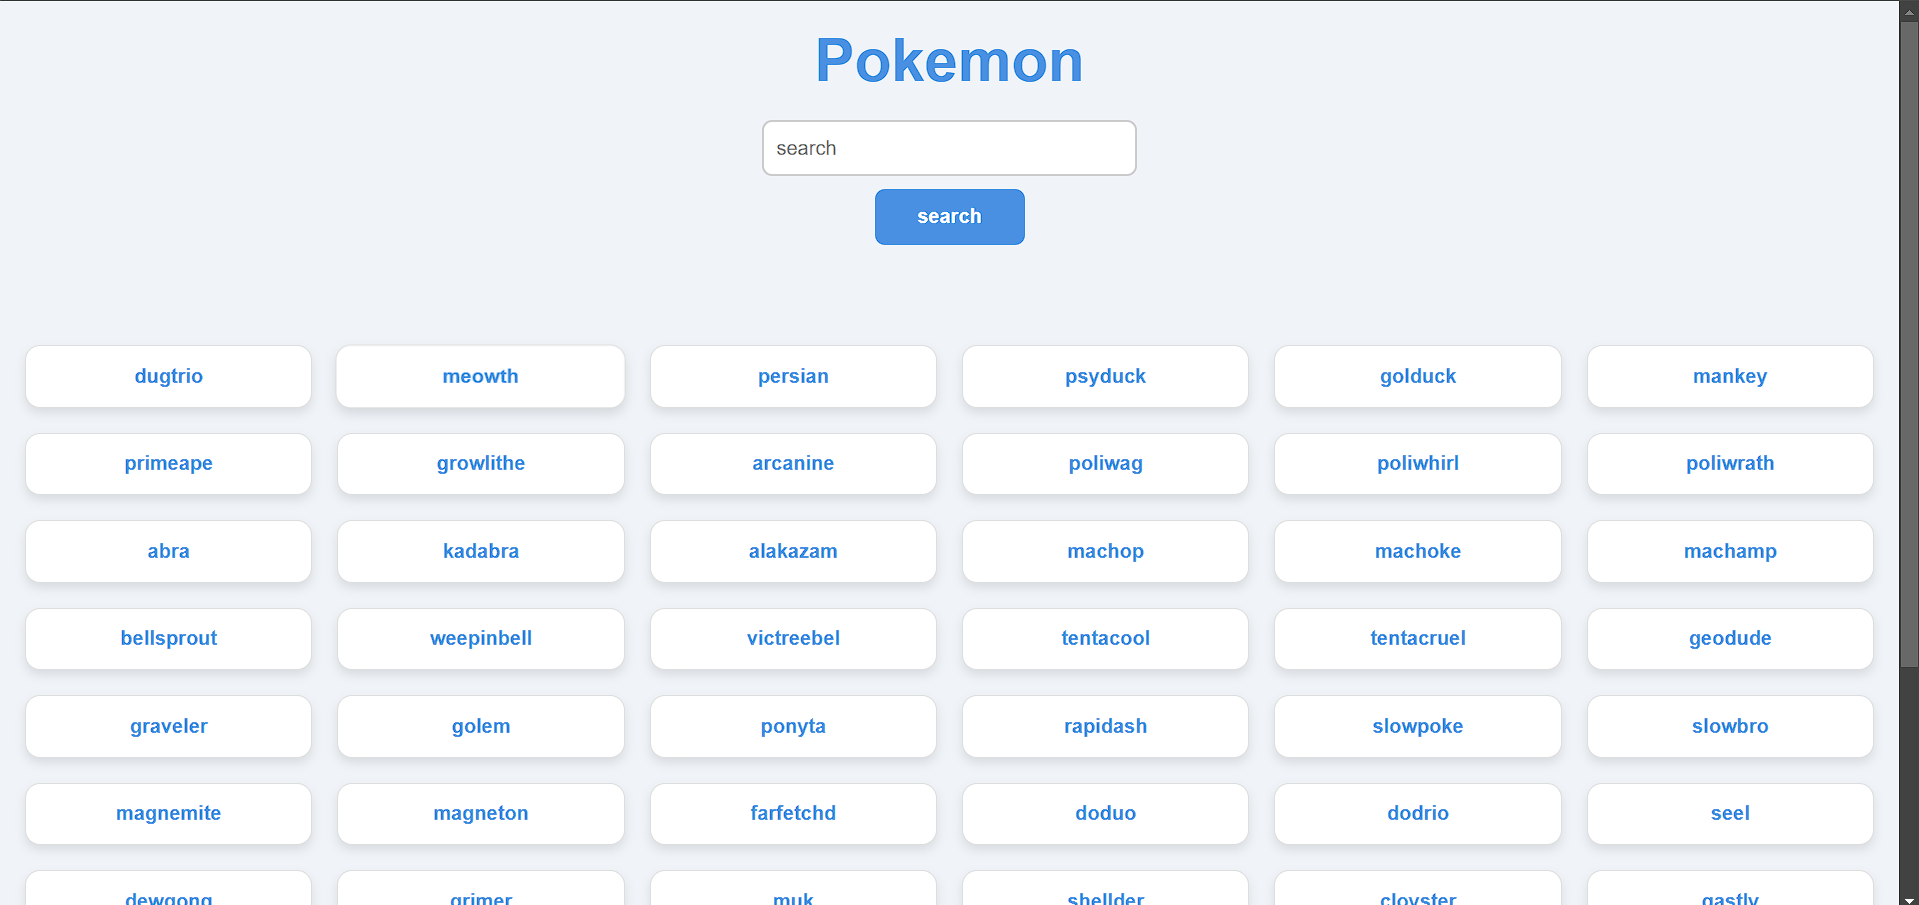 Pokemon
search
search
dugtrio meowth persian psyduck golduck mankey
primeape growlithe arcanine poliwag poliwhirl poliwrath
abra kadabra alakazam machop machoke machamp
bellsprout weepinbell victreebel tentacool tentacruel geodude
graveler golem ponyta rapidash slowpoke slowbro
magnemite magneton farfetchd doduo dodrio seel
dewgong grimer muk shellder cloyster gastly